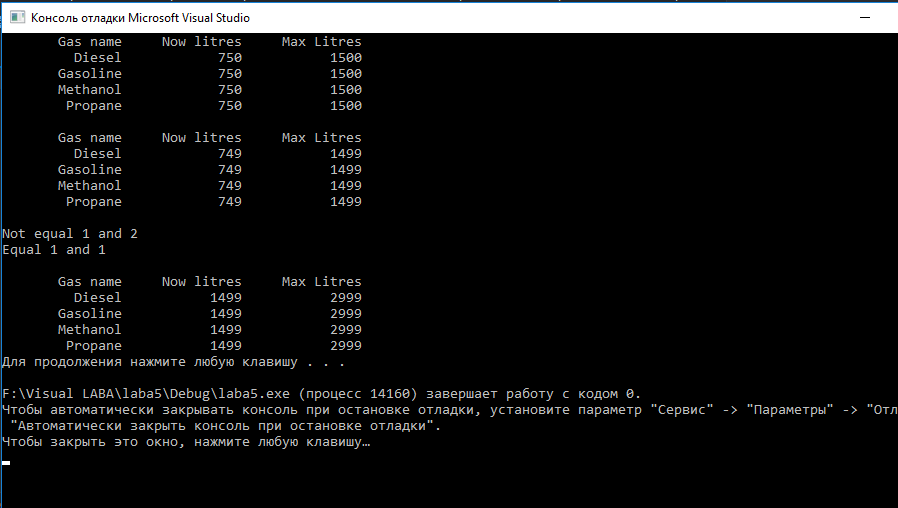 Консоль отладки Microsoft Visual Studio
Gas name Now litres Max Litres
Diesel 750 1500
Gasoline 750 1500
Methanol 750 1500
Propane 750 1500
Gas name Now litres Max Litres
Diesel 749 1499
Gasoline 749 1499
Methanol 749 1499
Propane 749 1499
Not equal 1 and 2
Equal 1 and 1
Gas name Now litres Max Litres
Diesel 1499 2999
Gasoline 1499 2999
Methanol 1499 2999
Propane 1499 2999
Для продолжения нажмите любую клавишу . . .
F:\Visual LABA\laba5\Debug\laba5.exe (процесс 14160) завершает работу с кодом 0.
Чтобы автоматически закрывать консоль при остановке отладки, установите параметр "Сервис" -> "Параметры" -> "Отл
"Автоматически закрыть консоль при остановке отладки".
Чтобы закрыть это окно, нажмите любую клавишу…